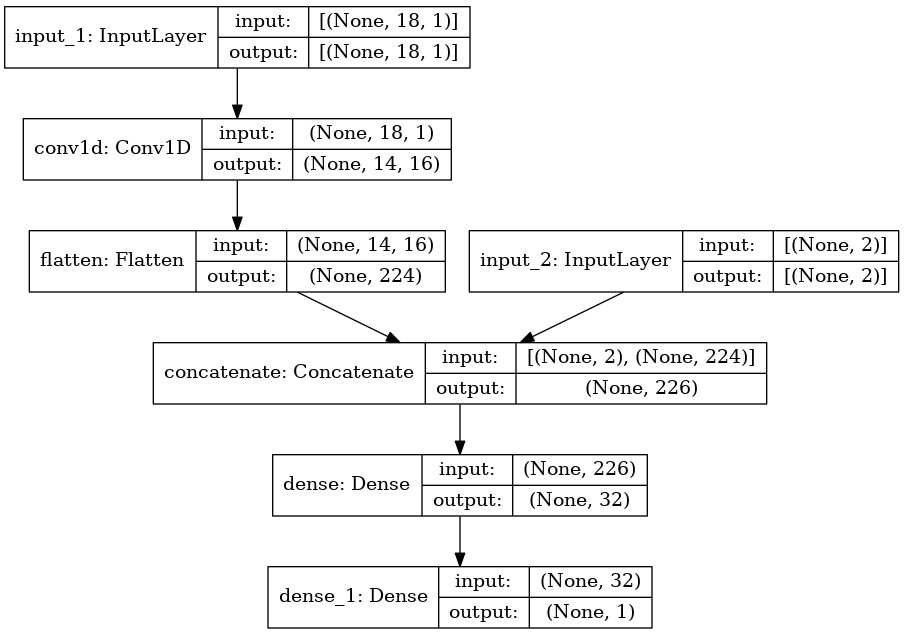 input_1: InputLayer
input: [(None, 18, 1)]
output: [(None, 18, 1)]
conv1d: Conv1D
input: (None, 18, 1)
output: (None, 14, 16)
flatten: Flatten
input: (None, 14, 16)
output: (None, 224)
input_2: InputLayer
input: [(None, 2)]
output: [(None, 2)]
concatenate: Concatenate
input: [(None, 2), (None, 224)]
output: (None, 226)
dense: Dense
input: (None, 226)
output: (None, 32)
dense_1: Dense
input: (None, 32)
output: (None, 1)